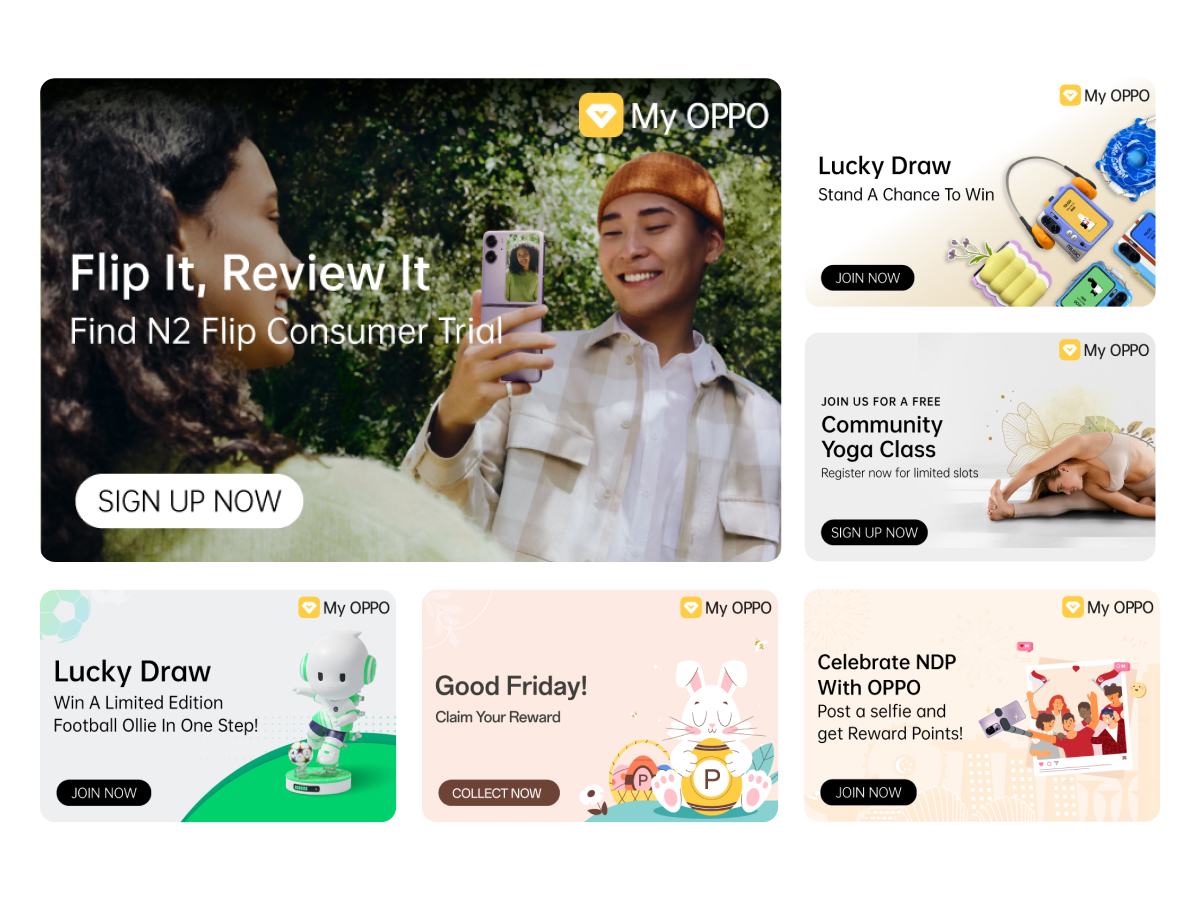 My OPPO
Flip It, Review It
Find N2 Flip Consumer Trial
SIGN UP NOW
My OPPO
Lucky Draw
Stand A Chance To Win
JOIN NOW
My OPPO
JOIN US FOR A FREE
Community
Yoga Class
Register now for limited slots
SIGN UP NOW
My OPPO
Lucky Draw
Win A Limited Edition
Football Ollie In One Step!
JOIN NOW
My OPPO
Good Friday!
Claim Your Reward
P
P
COLLECT NOW
My OPPO
Celebrate NDP
With OPPO
Post a selfie and
get Reward Points!
JOIN NOW